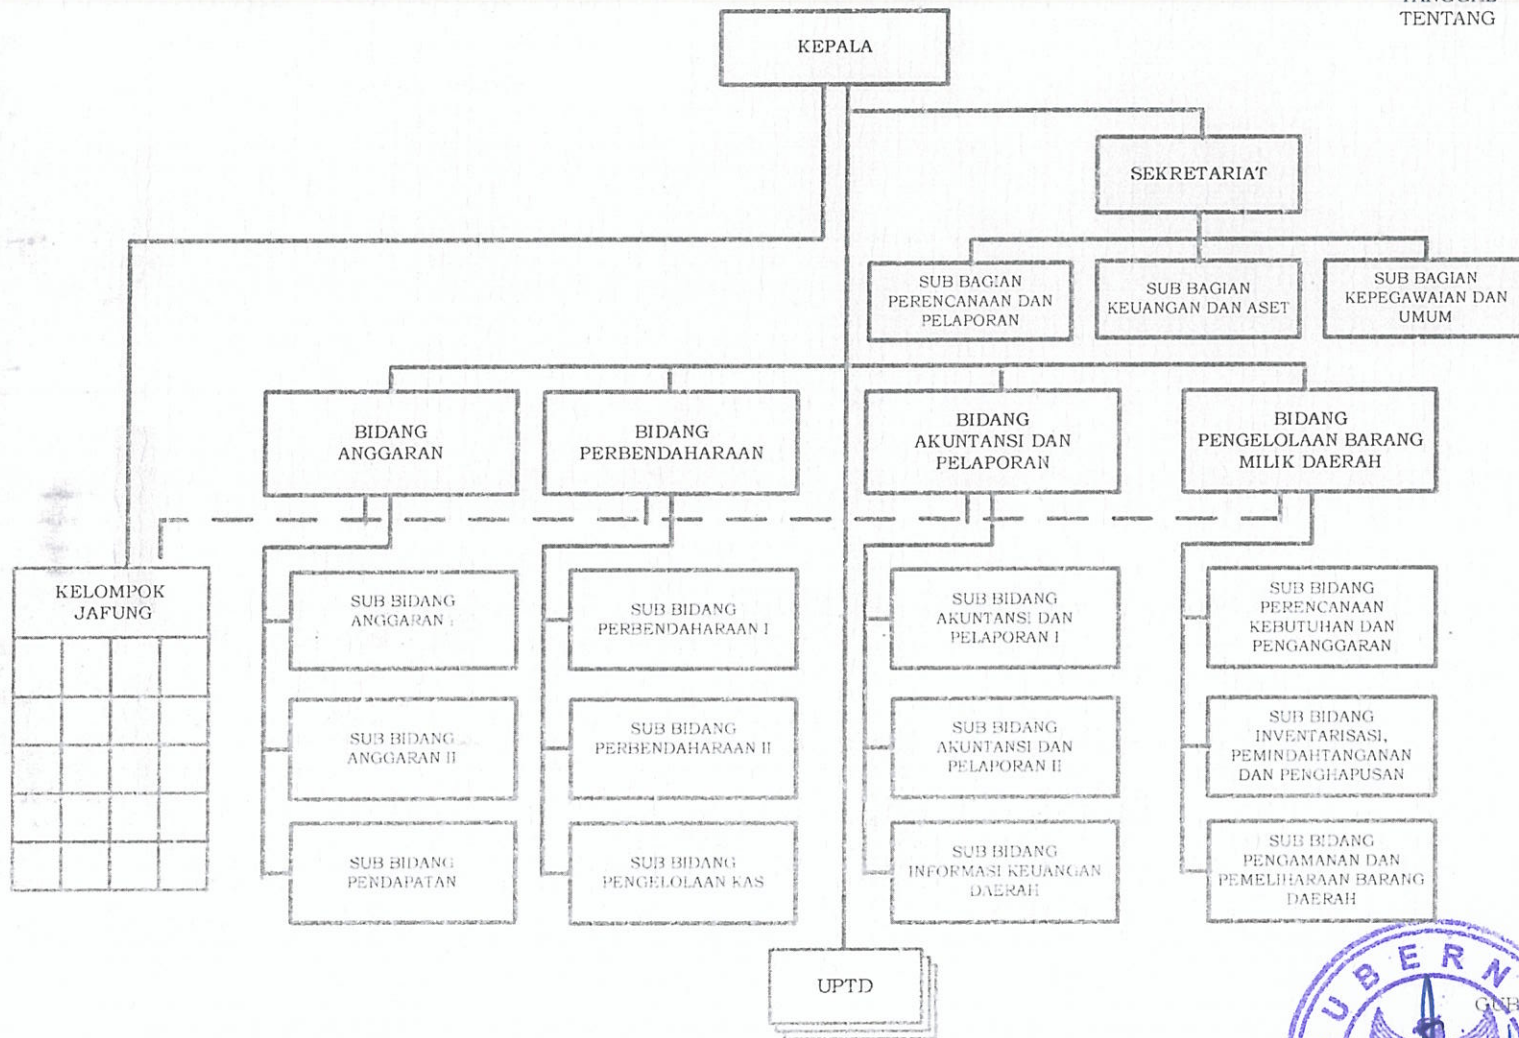 TENTANG
KEPALA
SEKRETARIAT
SUB BAGIAN
PERENCANAAN DAN
PELAPORAN
SUB BAGIAN
KEUANGAN DAN ASET
SUB BAGIAN
KEPEGAWAIAN DAN
UMUM
BIDANG
ANGGARAN
BIDANG
PERBENDAHARAAN
BIDANG
AKUNTANSI DAN
PELAPORAN
BIDANG
PENGELOLAAN BARANG
MILIK DAERAH
KELOMPOK
JAFUNG
SUB BIDANG
ANGGARAN I
SUB BIDANG
PERBENDAHARAAN I
SUB BIDANG
AKUNTANSI DAN
PELAPORAN I
SUB BIDANG
PERENCANAAN
KEBUTUHAN DAN
PENGANGGARAN
SUB BIDANG
ANGGARAN II
SUB BIDANG
PERBENDAHARAAN II
SUB BIDANG
AKUNTANSI DAN
PELAPORAN II
SUB BIDANG
INVENTARISASI,
PEMINDAHTANGANAN
DAN PENGHAPUSAN
SUB BIDANG
PENDAPATAN
SUB BIDANG
PENGELOLAAN KAS
SUB BIDANG
INFORMASI KEUANGAN
DAERAH
SUB BIDANG
PENGAMANAN DAN
PEMELIHARAAN BARANG
DAERAH
UPTD
UBERN
GUB